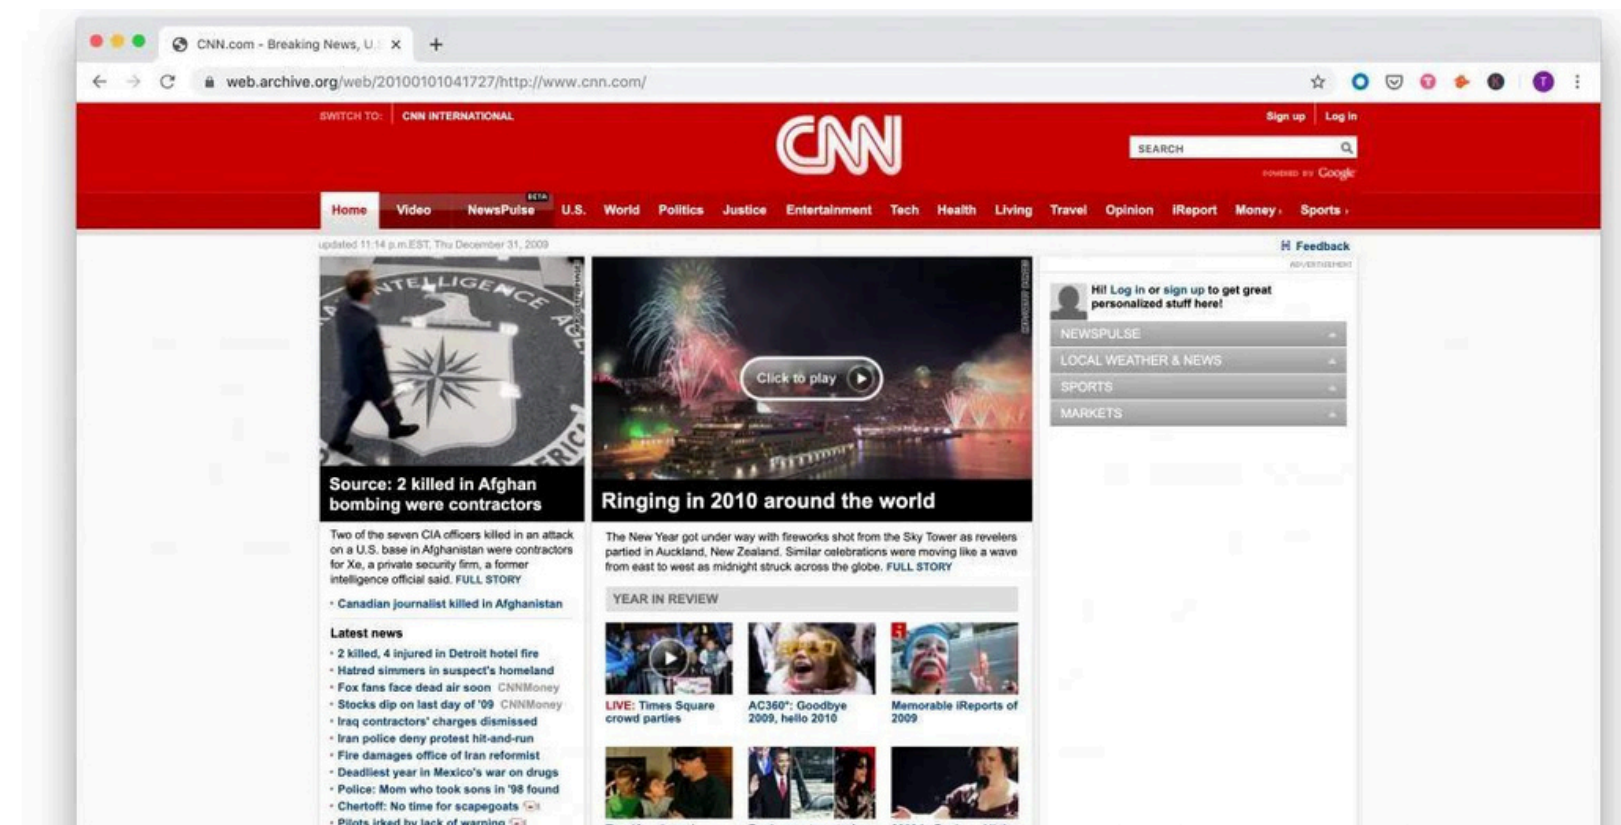 CNN.com - Breaking News, U.
web.archive.org/web/20100101041727/http://www.cnn.com/
SWITCH TO: CNN INTERNATIONAL
CNN
Sign up Log in
SEARCH
POWERED BY Google
BETA
Home Video NewsPulse U.S. World Politics Justice Entertainment Tech Health Living Travel Opinion iReport Money Sports
updated 11:14 p.m.EST, Thu December 31, 2009
Feedback
ADVERTISEMENT
INTELLIGENCE AG
ERICA
Source: 2 killed in Afghan
bombing were contractors
Two of the seven CIA officers killed in an attack
on a U.S. base in Afghanistan were contractors
for Xe, a private security firm, a former
intelligence official said. FULL STORY
Canadian journalist killed in Afghanistan
Latest news
2 killed, 4 injured in Detroit hotel fire
Hatred simmers in suspect's homeland
Fox fans face dead air soon CNNMoney
Stocks dip on last day of '09 CNNMoney
Iraq contractors' charges dismissed
Iran police deny protest hit-and-run
Fire damages office of Iran reformist
Deadliest year in Mexico's war on drugs
Police: Mom who took sons in '98 found
Chertoff: No time for scapegoats
Pilots irked by lack of warning
Click to play
Ringing in 2010 around the world
The New Year got under way with fireworks shot from the Sky Tower as revelers
partied in Auckland, New Zealand. Similar celebrations were moving like a wave
from east to west as midnight struck across the globe. FULL STORY
YEAR IN REVIEW
LIVE: Times Square
crowd parties
AC360°: Goodbye
2009, hello 2010
Memorable iReports of
2009
Hi! Log in or sign up to get great
personalized stuff here!
NEWSPULSE
LOCAL WEATHER & NEWS
SPORTS
MARKETS